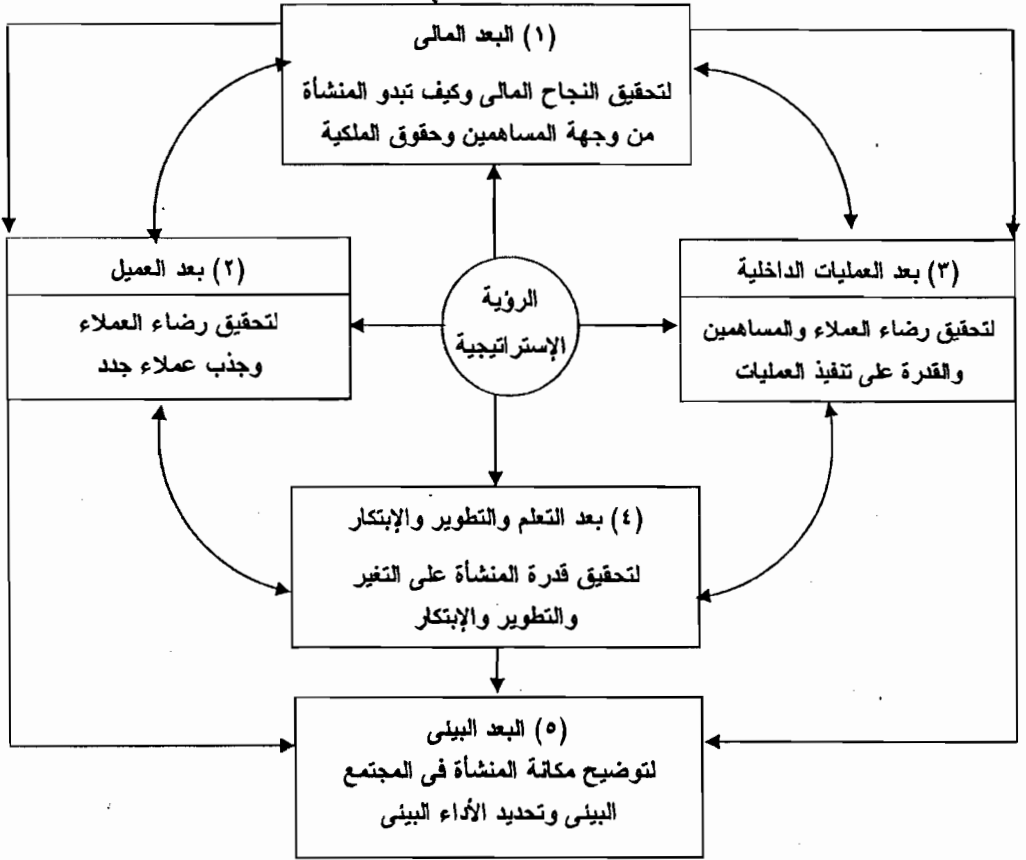 (١) البعد المالى
لتحقيق النجاح المالى وكيف تبدو المنشأة
من وجهة المساهمين وحقوق الملكية
(٢) بعد العميل
لتحقيق رضاء العملاء
وجذب عملاء جدد
الرؤية
الإستراتيجية
(٣) بعد العمليات الداخلية
لتحقيق رضاء العملاء والمساهمين
والقدرة على تنفيذ العمليات
(٤) بعد التعلم والتطوير والإبتكار
لتحقيق قدرة المنشأة على التغير
والتطوير والإبتكار
(٥) البعد البيئى
لتوضيح مكانة المنشأة فى المجتمع
البيئى وتحديد الأداء البيئى